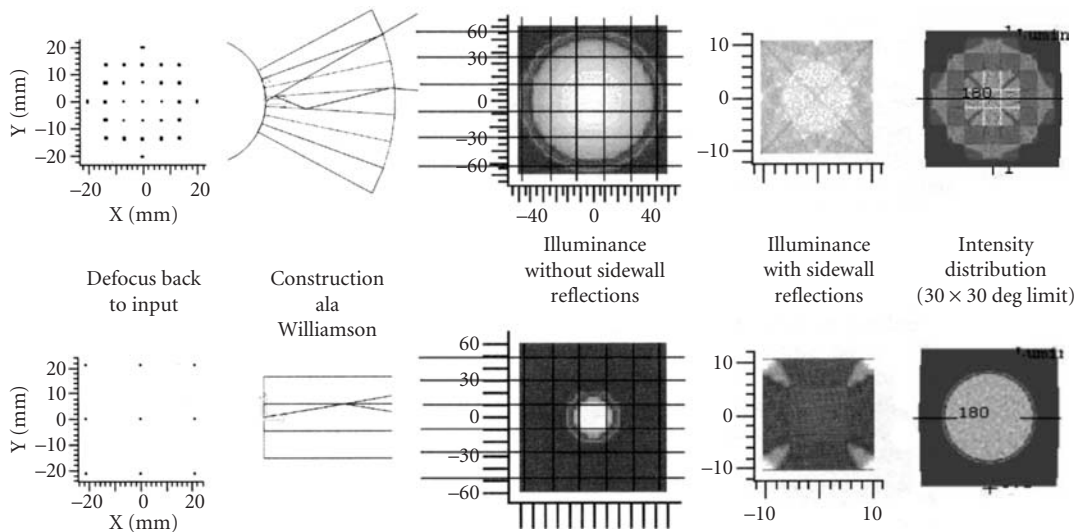 20
10
0
−10
−20
Y (mm)
−20
0
20
X (mm)
60
30
0
−30
−60
−40
0
40
10
0
−10
180
Defocus back
to input
Construction
ala
Williamson
Illuminance
without sidewall
reflections
Illuminance
with sidewall
reflections
Intensity
distribution
(30 × 30 deg limit)
20
10
0
−10
−20
Y (mm)
−20
−10
0
10
20
X (mm)
60
30
0
−30
−60
10
0
−10
−10
0
10
180